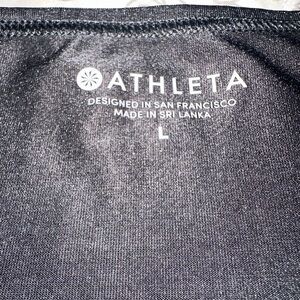 ATHLETA
DESIGNED IN SAN FRANCISCO
MADE IN SRI LANKA
L